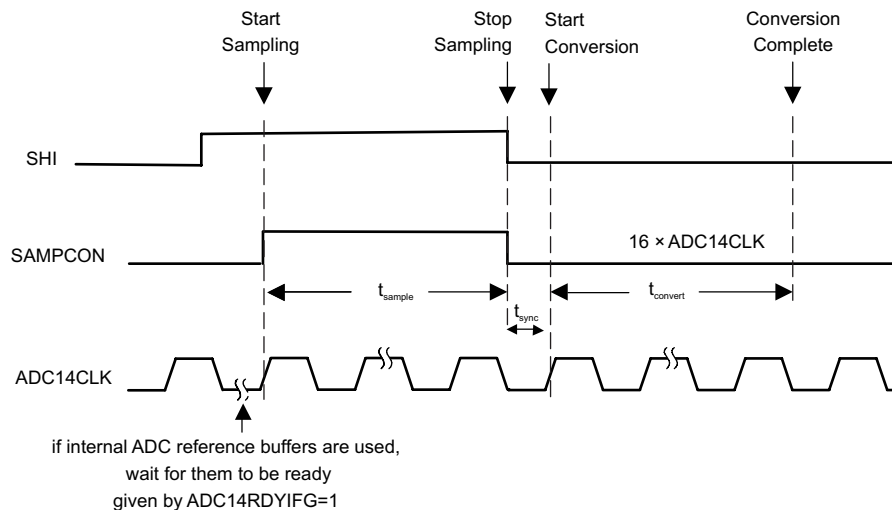 Start
Sampling
Stop
Sampling
Start
Conversion
Conversion
Complete
SHI
SAMPCON
16 × ADC14CLK
tsample
tconvert
tsync
ADC14CLK
if internal ADC reference buffers are used,
wait for them to be ready
given by ADC14RDYIFG=1